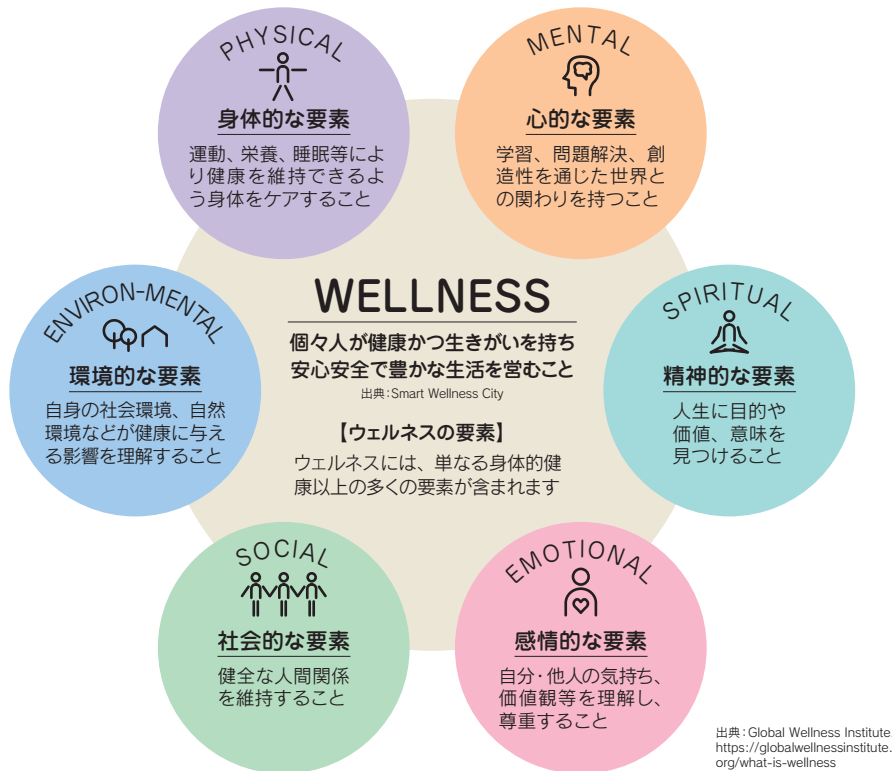 PHYSICAL
身体的な要素
運動、栄養、睡眠等によ
り健康を維持できるよ
う身体をケアすること
MENTAL
心的な要素
学習、問題解決、創
造性を通じた世界と
の関わりを持つこと
WELLNESS
個々人が健康かつ生きがいを持ち
安心安全で豊かな生活を営むこと
出典：Smart Wellness City
【ウェルネスの要素】
ウェルネスには、単なる身体的健
康以上の多くの要素が含まれます
ENVIRON-MENTAL
環境的な要素
自身の社会環境、自然
環境などが健康に与え
る影響を理解すること
SPIRITUAL
精神的な要素
人生に目的や
価値、意味を
見つけること
SOCIAL
社会的な要素
健全な人間関係
を維持すること
EMOTIONAL
感情的な要素
自分・他人の気持ち、
価値観等を理解し、
尊重すること
出典：Global Wellness Institute.
https://globalwellnessinstitute.
org/what-is-wellness